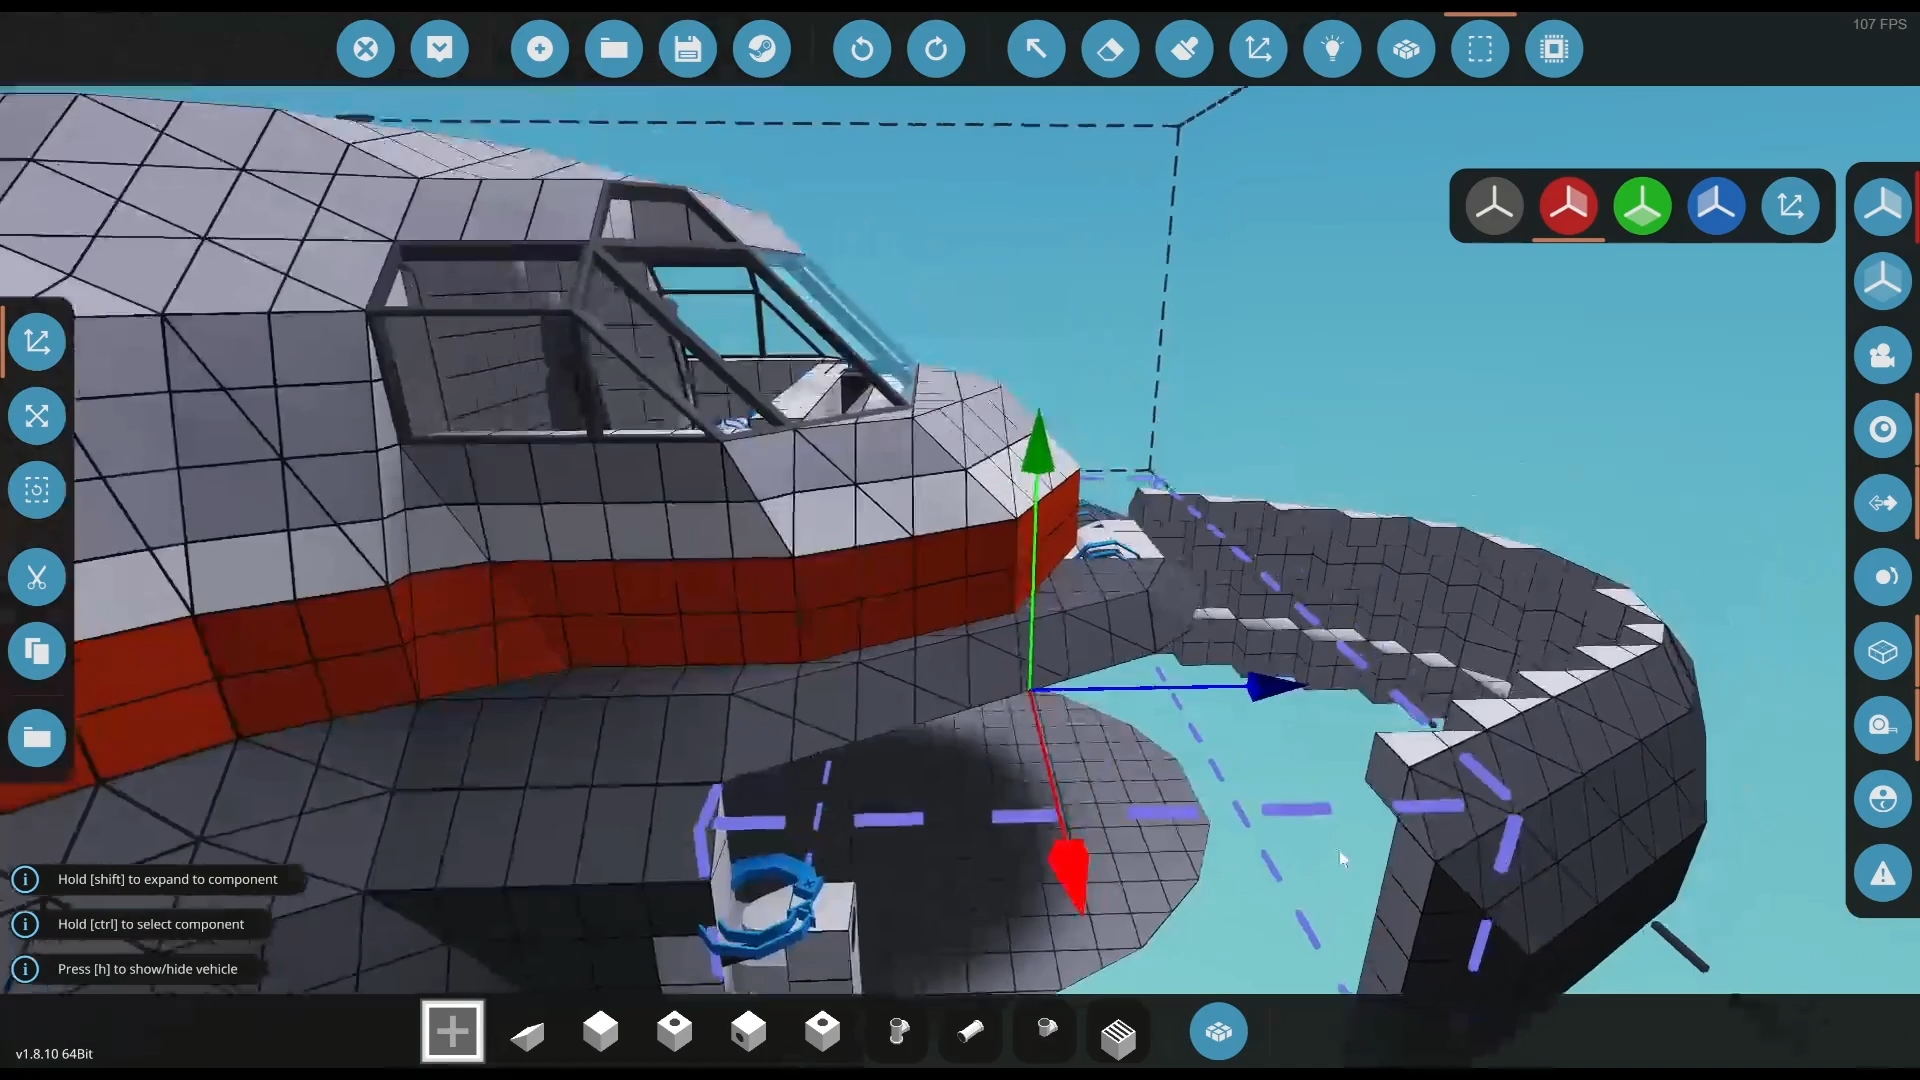 107 FPS
Hold [shift] to expand to component
Hold [ctrl] to select component
Press [h] to show/hide vehicle
v1.8.10 64Bit